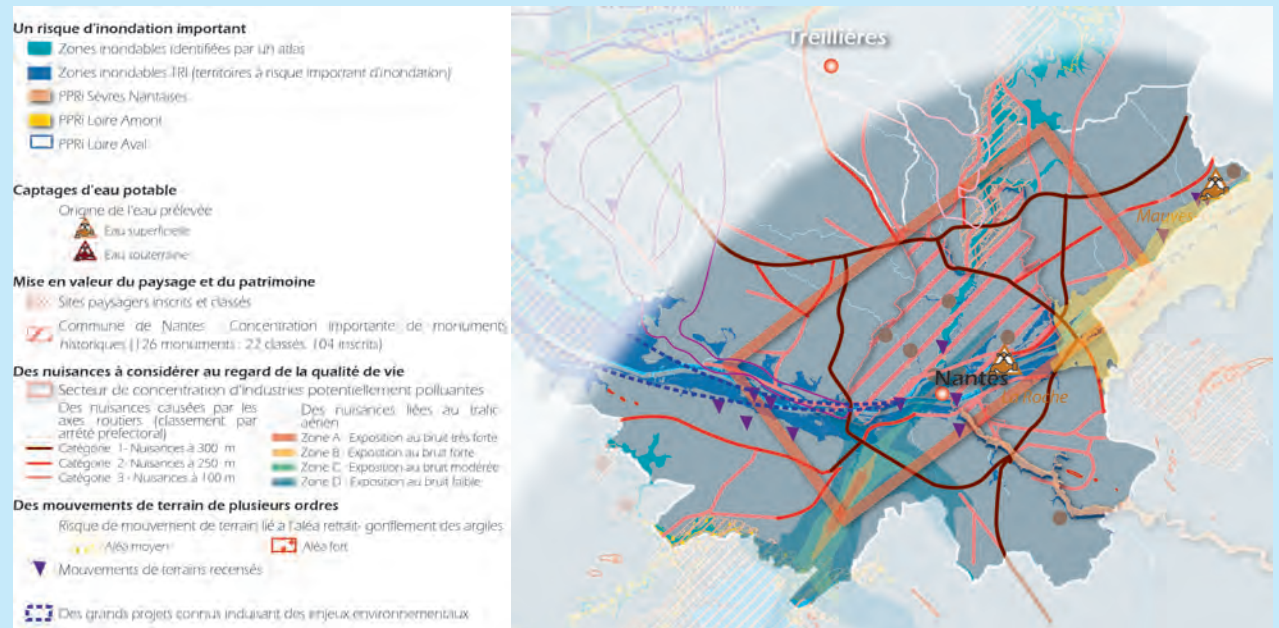 Un risque d'inondation important
Zones inondables identifiées par un atlas
Zones inondables TRI (territoires à risque important d'inondation)
PPRi Sèvres Nantaises
PPRi Loire Amont
PPRi Loire Aval
Captages d'eau potable
Origine de l'eau prélevée
Eau superficielle
Eau souterraine
Mise en valeur du paysage et du patrimoine
Sites paysagers inscrits et classés
Commune de Nantes Concentration importante de monuments
historiques (126 monuments : 22 classés, 104 inscrits)
Des nuisances à considérer au regard de la qualité de vie
Secteur de concentration d'industries potentiellement polluantes
Des nuisances causées par les
axes routiers (classement par
arrêté préfectoral)
Catégorie 1- Nuisances à 300 m
Catégorie 2- Nuisances à 250 m
Catégorie 3 - Nuisances à 100 m
Des nuisances liées au trafic
aérien
Zone A : Exposition au bruit très forte
Zone B : Exposition au bruit forte
Zone C : Exposition au bruit modérée
Zone D : Exposition au bruit faible
Des mouvements de terrain de plusieurs ordres
Risque de mouvement de terrain lié à l'aléa retrait- gonflement des argiles
Aléa moyen
Aléa fort
Mouvements de terrains recensés
Des grands projets connus induisant des enjeux environnementaux
Treillières
Mauves
Nantes
Roche